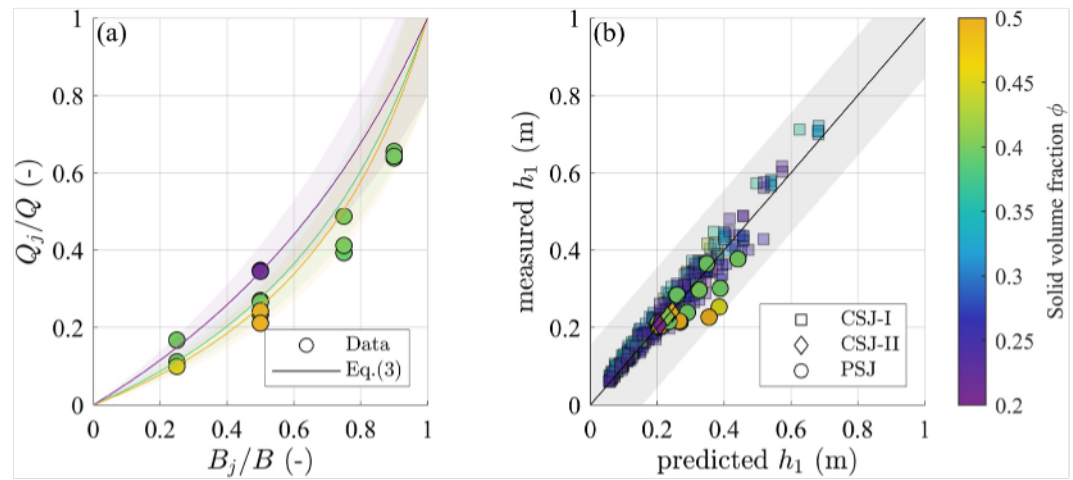 (a)
1
0.8
0.6
0.4
0.2
0
Q_j/Q (-)
0 0.2 0.4 0.6 0.8 1
B_j/B (-)
Data
Eq.(3)
(b)
1
0.8
0.6
0.4
0.2
0
measured h_1 (m)
0 0.2 0.4 0.6 0.8 1
predicted h_1 (m)
CSJ-I
CSJ-II
PSJ
0.5
0.45
0.4
0.35
0.3
0.25
0.2
Solid volume fraction ϕ